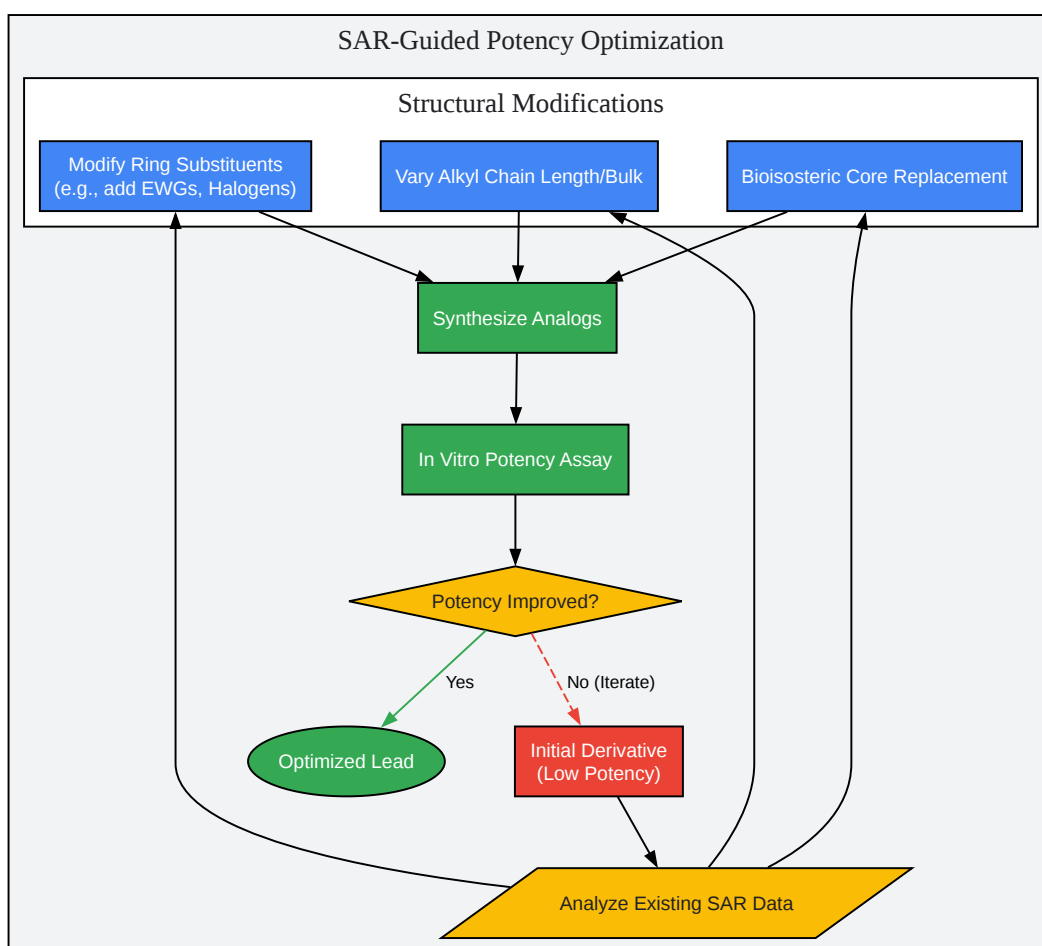 SAR-Guided Potency Optimization
Structural Modifications
Modify Ring Substituents
(e.g., add EWGs, Halogens)
Vary Alkyl Chain Length/Bulk
Bioisosteric Core Replacement
Synthesize Analogs
In Vitro Potency Assay
Potency Improved?
Yes
No (Iterate)
Optimized Lead
Initial Derivative
(Low Potency)
Analyze Existing SAR Data